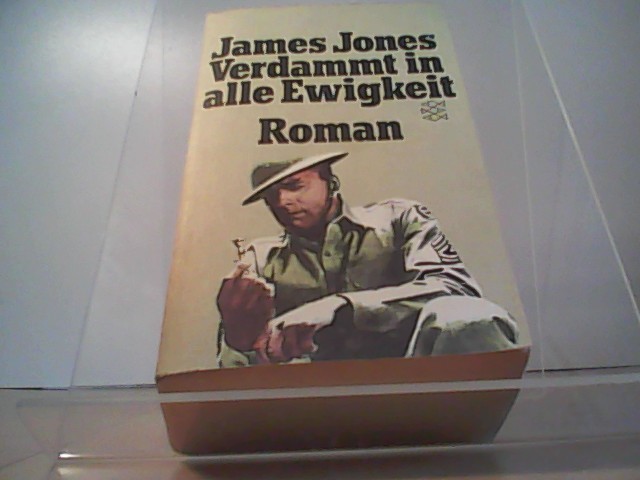 James Jones
Verdammt in
alle Ewigkeit
Roman